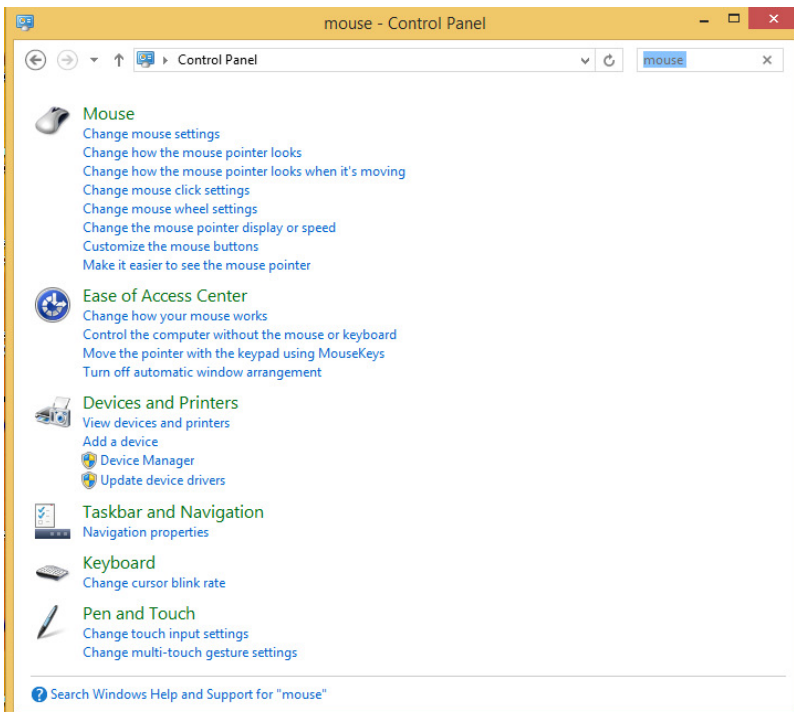 mouse - Control Panel
Control Panel
mouse
Mouse
Change mouse settings
Change how the mouse pointer looks
Change how the mouse pointer looks when it's moving
Change mouse click settings
Change mouse wheel settings
Change the mouse pointer display or speed
Customize the mouse buttons
Make it easier to see the mouse pointer
Ease of Access Center
Change how your mouse works
Control the computer without the mouse or keyboard
Move the pointer with the keypad using MouseKeys
Turn off automatic window arrangement
Devices and Printers
View devices and printers
Add a device
Device Manager
Update device drivers
Taskbar and Navigation
Navigation properties
Keyboard
Change cursor blink rate
Pen and Touch
Change touch input settings
Change multi-touch gesture settings
Search Windows Help and Support for "mouse"